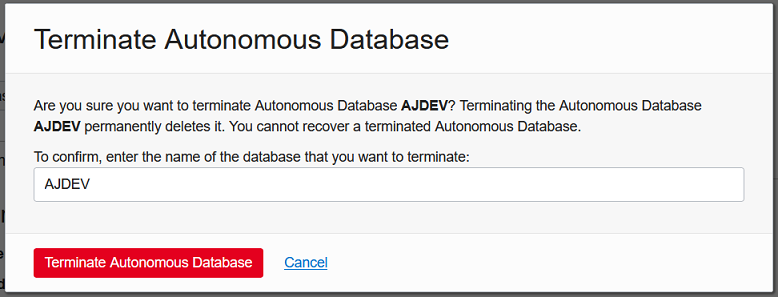 Terminate Autonomous Database
Are you sure you want to terminate Autonomous Database AJDEV? Terminating the Autonomous Database
AJDEV permanently deletes it. You cannot recover a terminated Autonomous Database.
To confirm, enter the name of the database that you want to terminate:
AJDEV
Terminate Autonomous Database Cancel